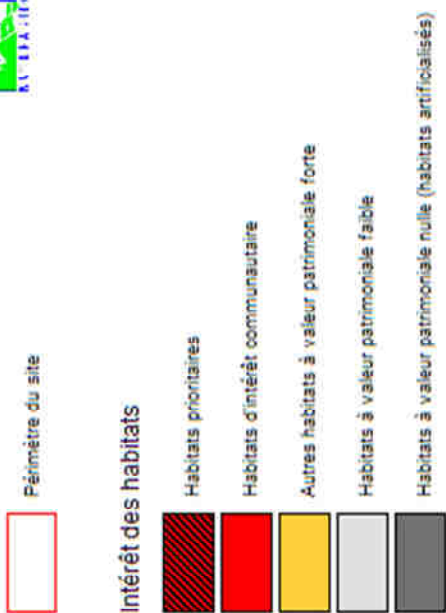 Périmètre du site
Intérêt des habitats
Habitats prioritaires
Habitats d'intérêt communautaire
Autres habitats à valeur patrimoniale forte
Habitats à valeur patrimoniale faible
Habitats à valeur patrimoniale nulle (habitats artificialisés)